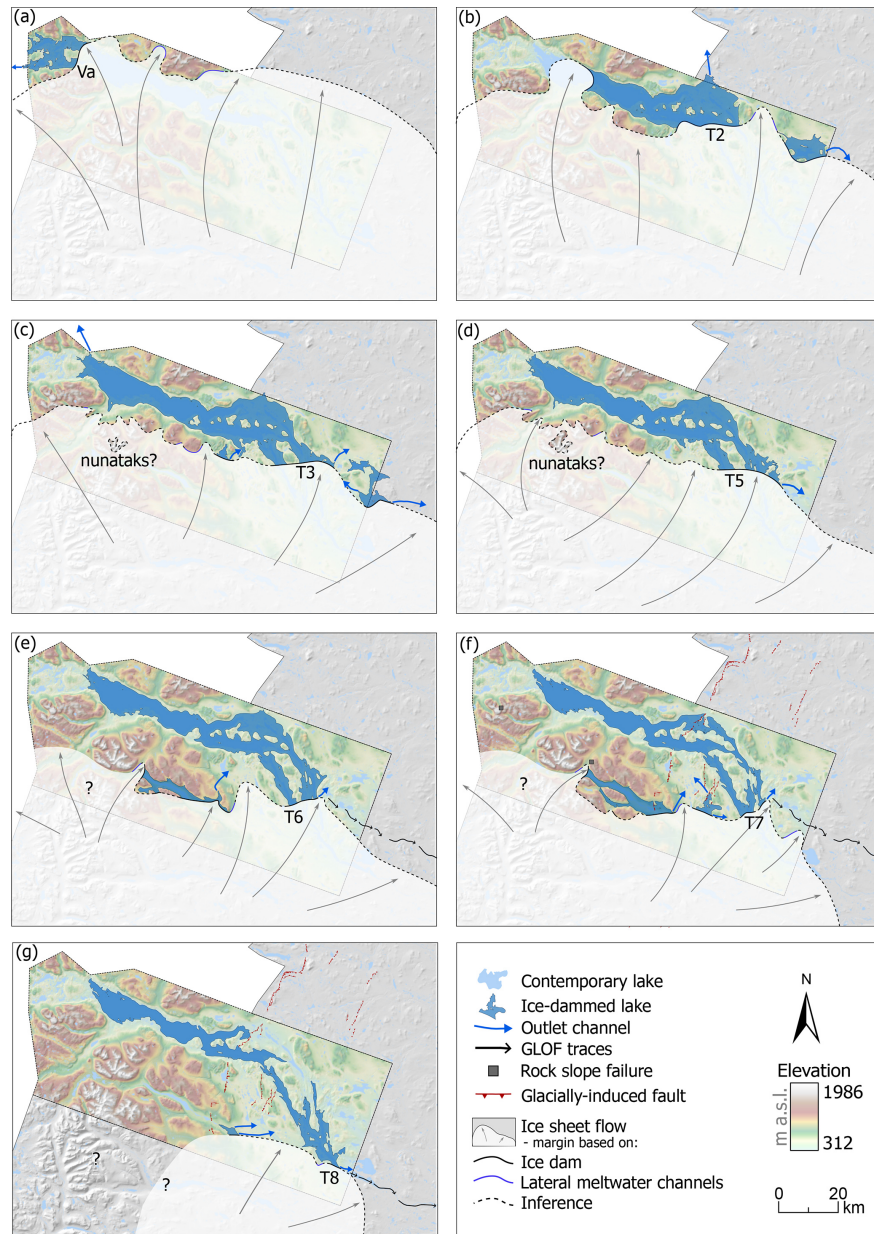 (a)
Va
(b)
T2
(c)
nunataks?
T3
(d)
nunataks?
T5
(e)
?
T6
(f)
?
T7
(g)
?
?
T8
Contemporary lake
Ice-dammed lake
Outlet channel
GLOF traces
Rock slope failure
Glacially-induced fault
Ice sheet flow
- margin based on:
Ice dam
Lateral meltwater channels
Inference
N
Elevation
m a.s.l.
1986
312
0 20
km